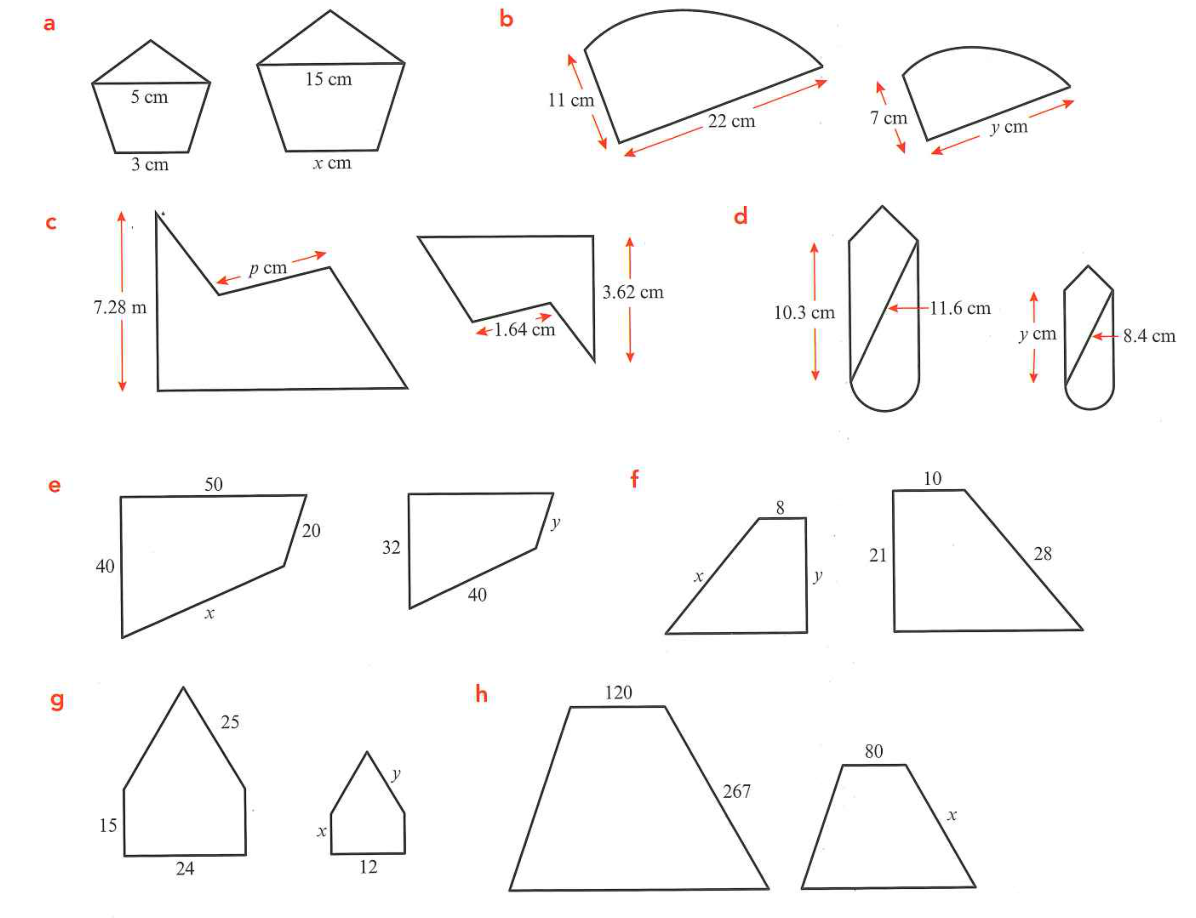 a
5 cm
3 cm
15 cm
x cm
b
11 cm
22 cm
7 cm
y cm
c
7.28 m
p cm
3.62 cm
1.64 cm
d
10.3 cm
11.6 cm
y cm
8.4 cm
e
50
20
40
x
32
y
40
f
8
x
y
10
21
28
g
25
15
24
y
x
12
h
120
267
80
x